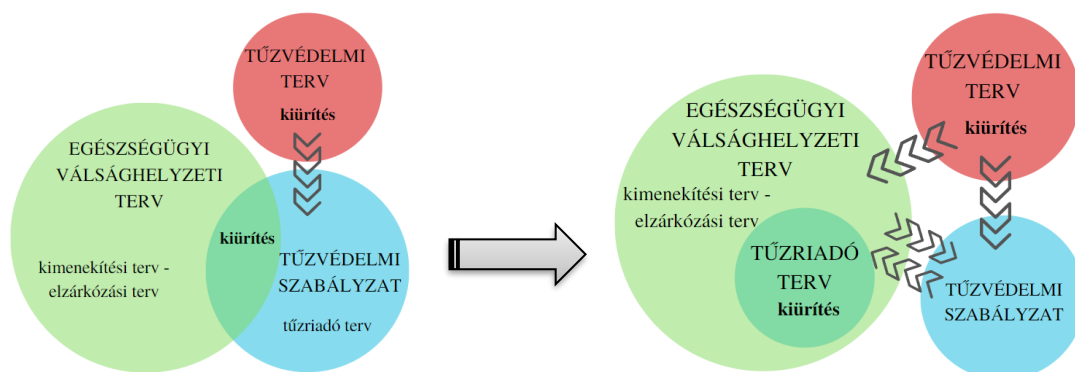 TŰZVÉDELMI
TERV
kiürítés
EGÉSZSÉGÜGYI
VÁLSÁGHELYZETI
TERV
kiürítés
kimenekítési terv -
elzárkózási terv
TŰZVÉDELMI
SZABÁLYZAT
tűzriadó terv
TŰZVÉDELMI
TERV
kiürítés
EGÉSZSÉGÜGYI
VÁLSÁGHELYZETI
TERV
kimenekítési terv -
elzárkózási terv
TŰZRIADÓ
TERV
kiürítés
TŰZVÉDELMI
SZABÁLYZAT